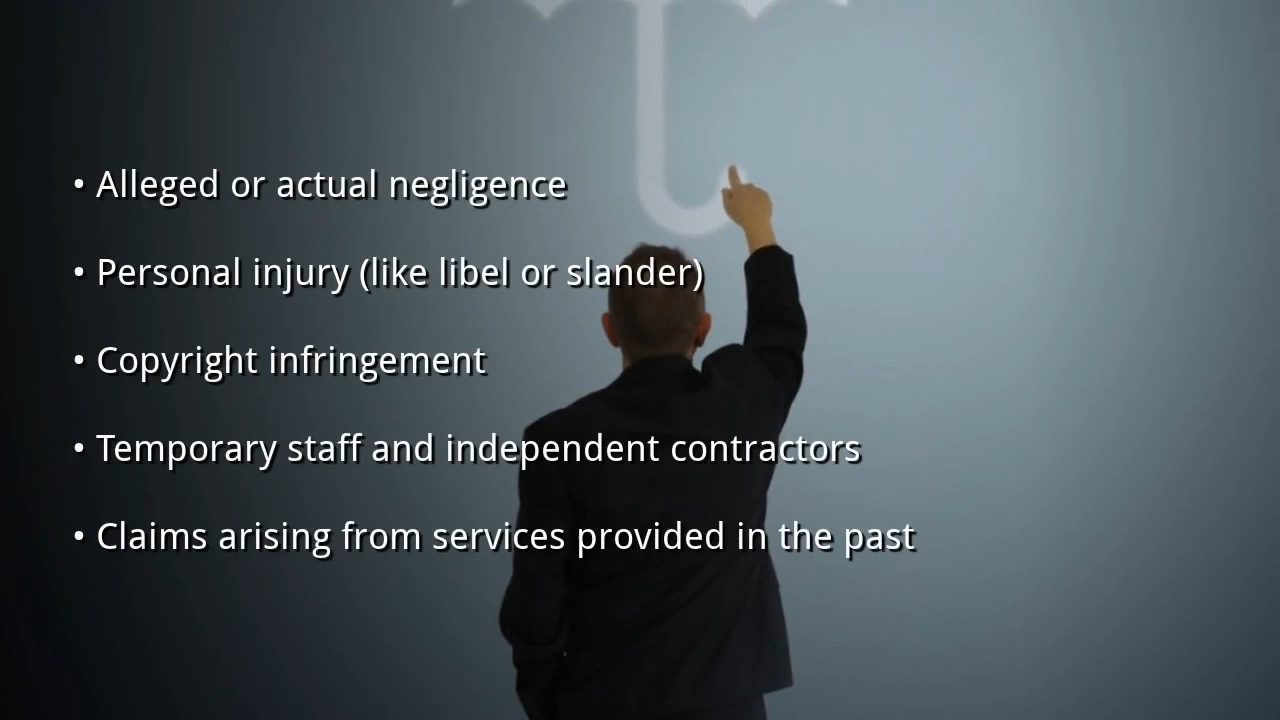 • Alleged or actual negligence
• Personal injury (like libel or slander)
• Copyright infringement
• Temporary staff and independent contractors
• Claims arising from services provided in the past